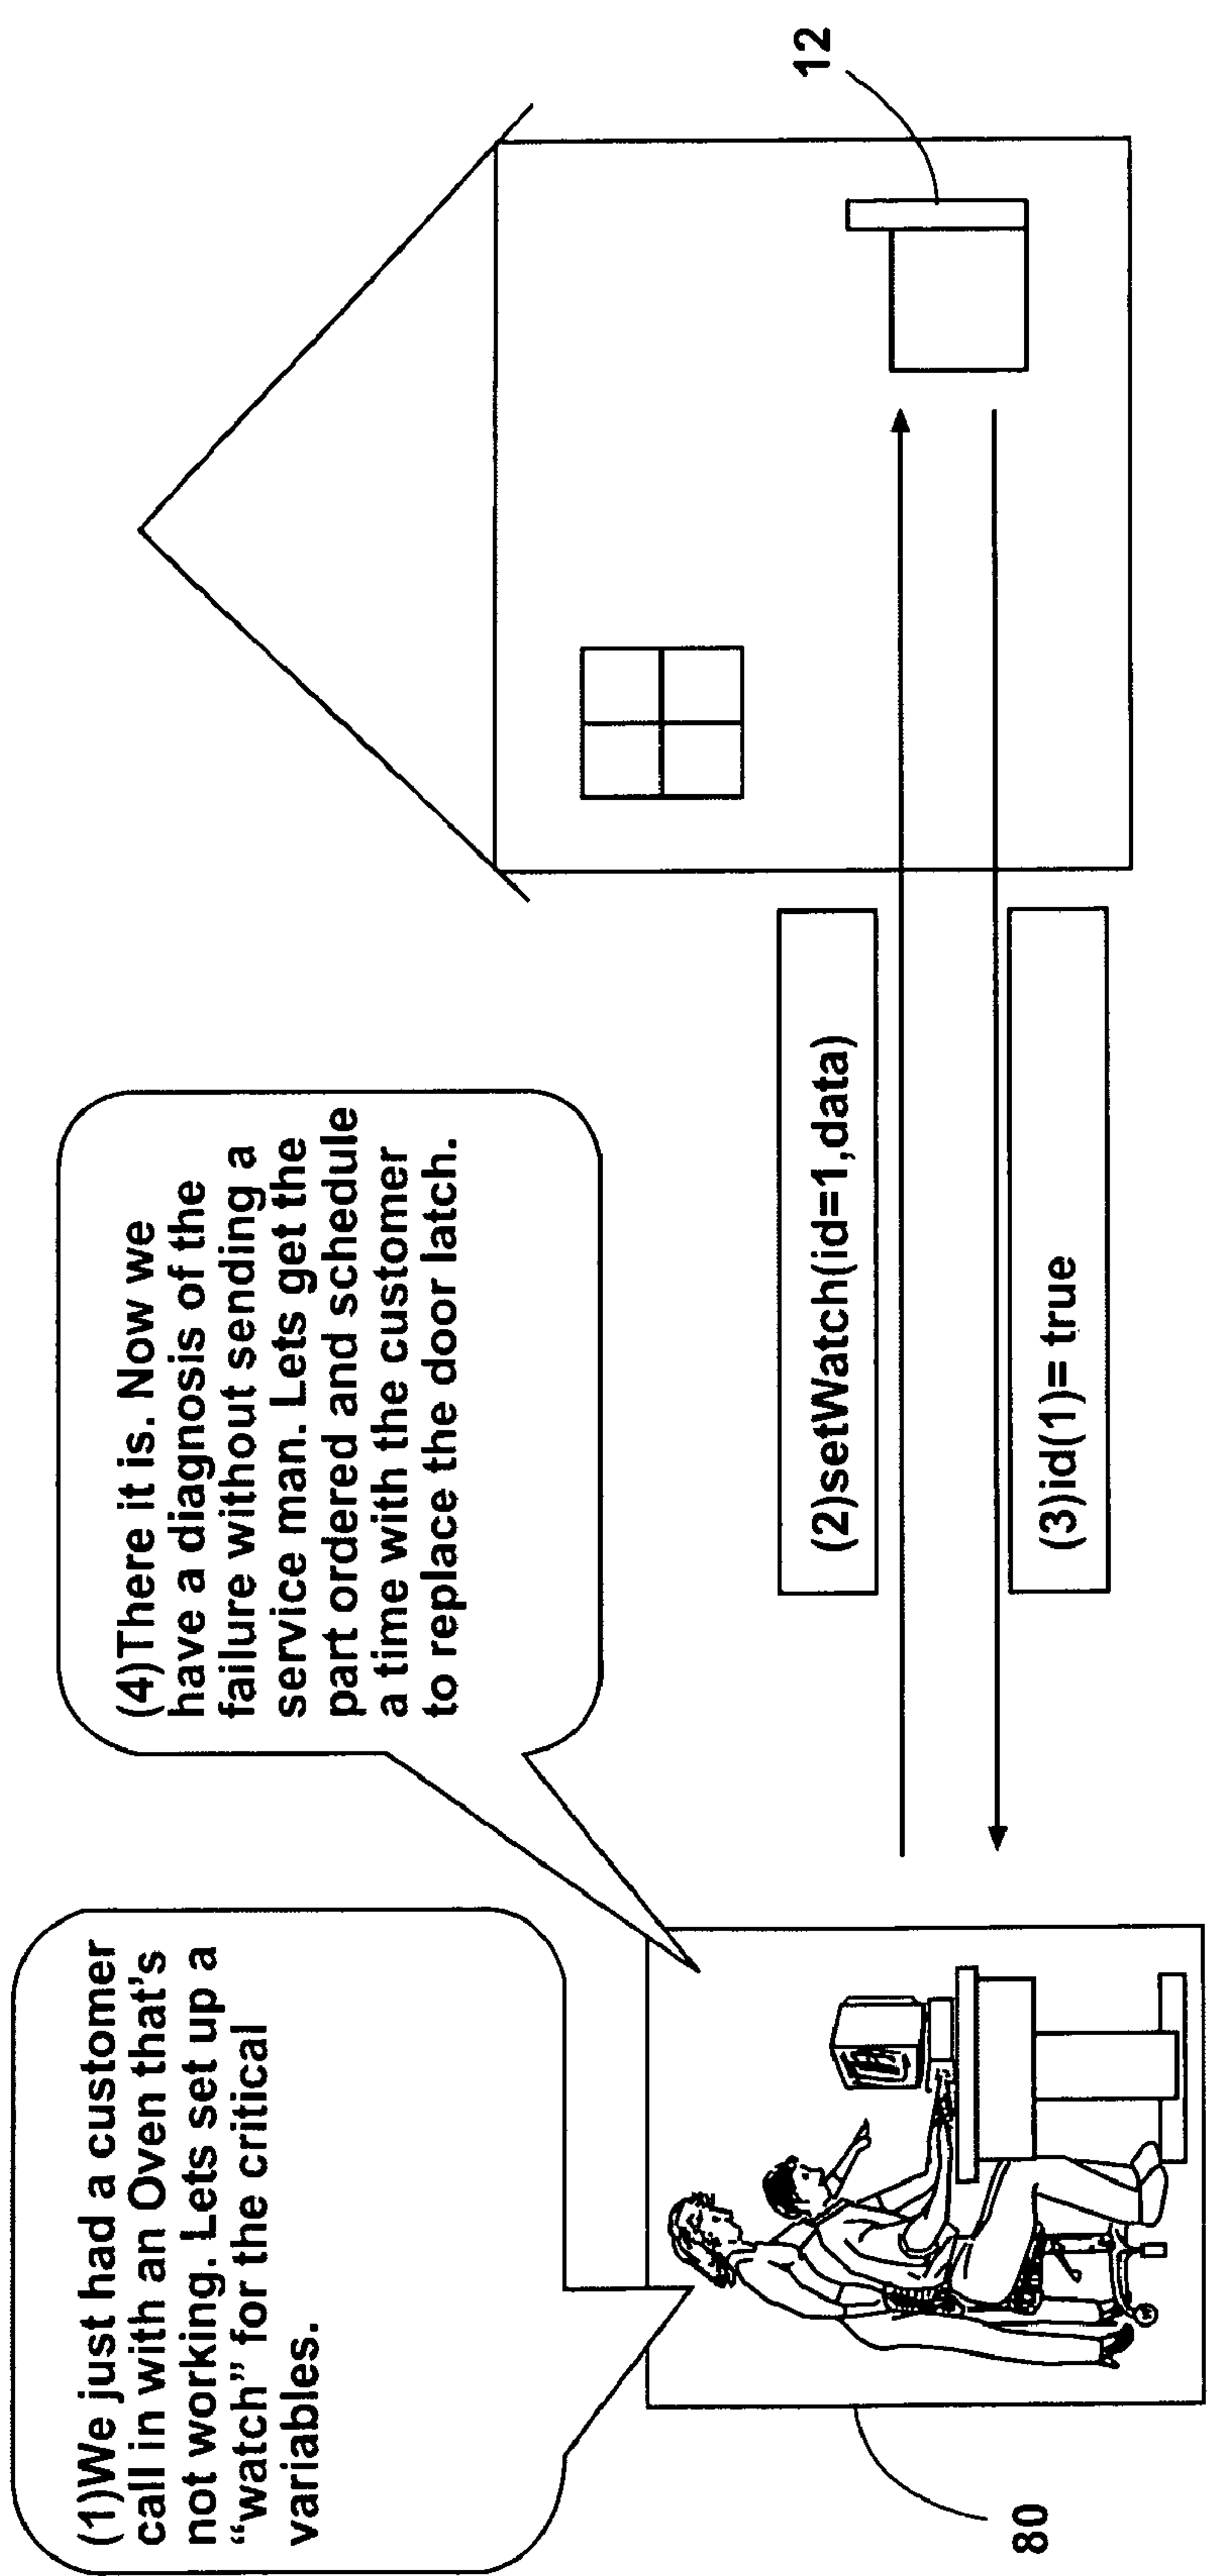 (1)We just had a customer
call in with an Oven that's
not working. Lets set up a
“watch” for the critical
variables.
(4)There it is. Now we
have a diagnosis of the
failure without sending a
service man. Lets get the
part ordered and schedule
a time with the customer
to replace the door latch.
(2)setWatch(id=1,data)
(3)id(1)= true
12
80